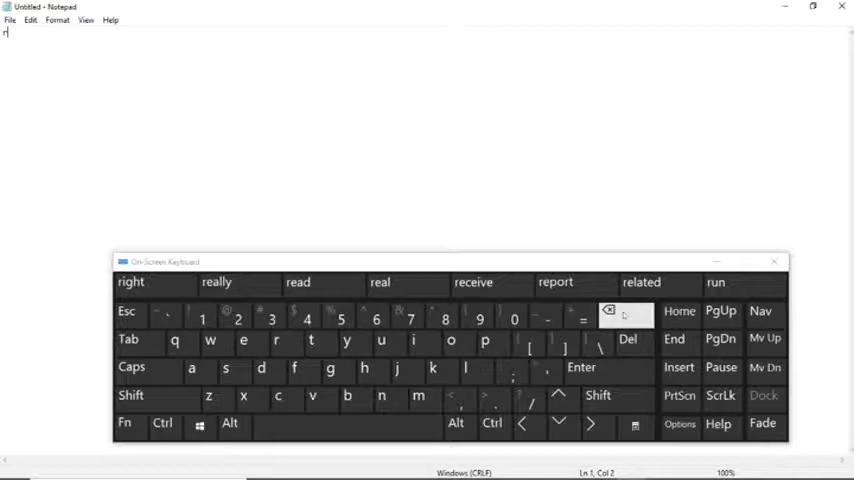 Untitled - Notepad
File Edit Format View Help
r
On-Screen Keyboard
right really read real receive report related run
Esc ~ ` ! 1 @ 2 # 3 $ 4 % 5 ^ 6 & 7 * 8 ( 9 ) 0 _ - + = Home PgUp Nav
Tab q w e r t y u i o p { [ } ] | \ Del End PgDn Mv Up
Caps a s d f g h j k l : ; " ' Enter Insert Pause Mv Dn
Shift z x c v b n m < , > . ? / Shift PrtScn ScrLk Dock
Fn Ctrl Alt Alt Ctrl Options Help Fade
Windows (CRLF) Ln 1, Col 2 100%